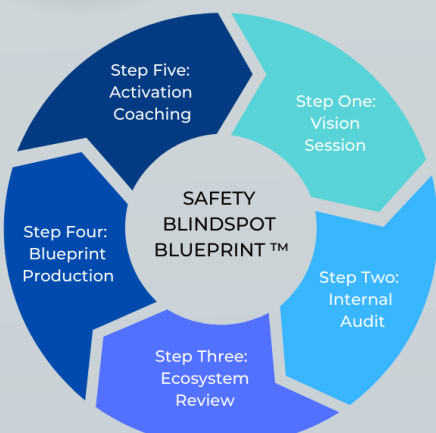 SAFETY
BLINDSPOT
BLUEPRINT ™
Step One:
Vision
Session
Step Two:
Internal
Audit
Step Three:
Ecosystem
Review
Step Four:
Blueprint
Production
Step Five:
Activation
Coaching